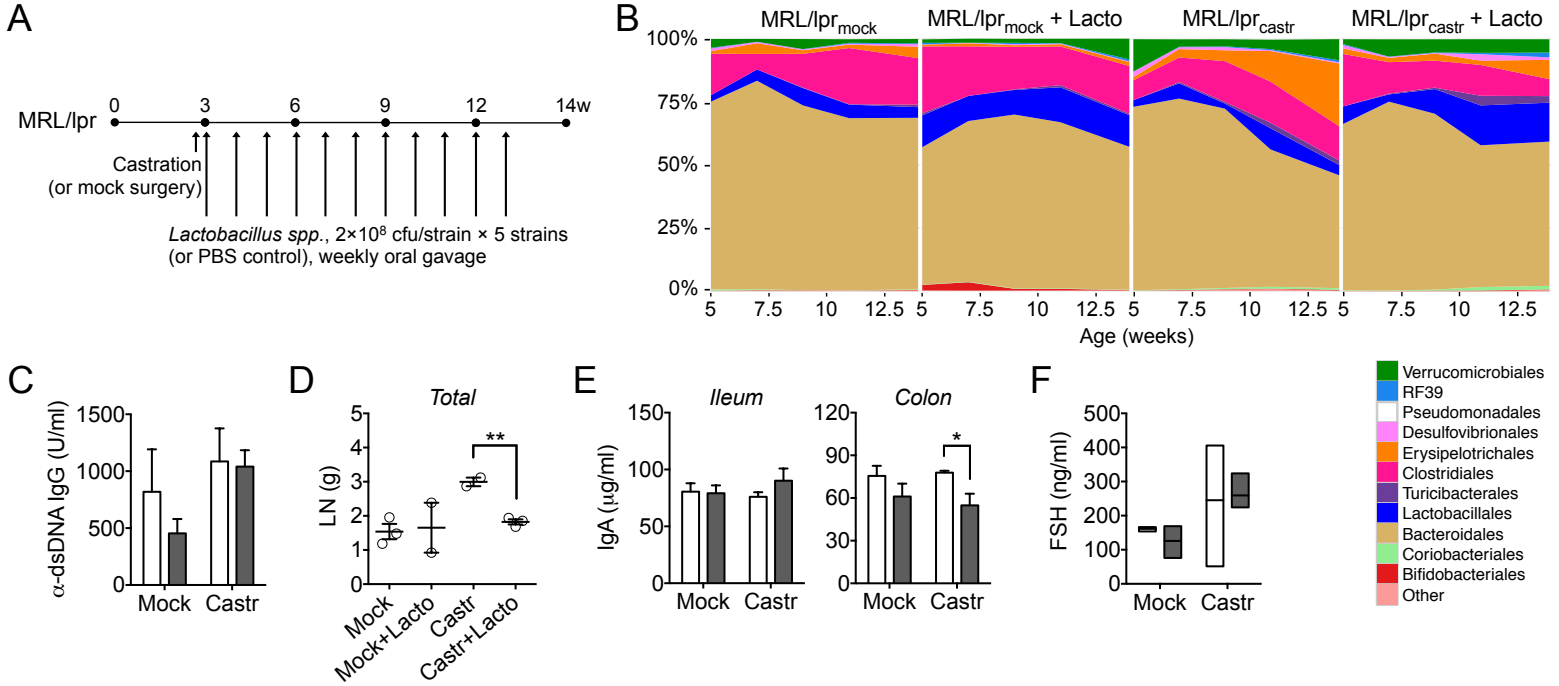 A
0 3 6 9 12 14w
MRL/lpr
Castration
(or mock surgery)
Lactobacillus spp., 2×10⁸ cfu/strain × 5 strains
(or PBS control), weekly oral gavage
B
MRL/lpr_mock MRL/lpr_mock + Lacto MRL/lpr_castr MRL/lpr_castr + Lacto
100%
75%
50%
25%
0%
5 7.5 10 12.5 5 7.5 10 12.5 5 7.5 10 12.5 5 7.5 10 12.5
Age (weeks)
C
α-dsDNA IgG (U/ml)
1500
1000
500
0
Mock Castr
D
Total
LN (g)
5
4
3
2
1
0
**
Mock
Mock+Lacto
Castr
Castr+Lacto
E
Ileum
IgA (μg/ml)
150
100
50
0
Mock Castr
Colon
120
90
60
30
0
*
Mock Castr
F
FSH (ng/ml)
500
400
300
200
100
0
Mock Castr
Verrucomicrobiales
RF39
Pseudomonadales
Desulfovibrionales
Erysipelotrichales
Clostridiales
Turicibacterales
Lactobacillales
Bacteroidales
Coriobacteriales
Bifidobacteriales
Other